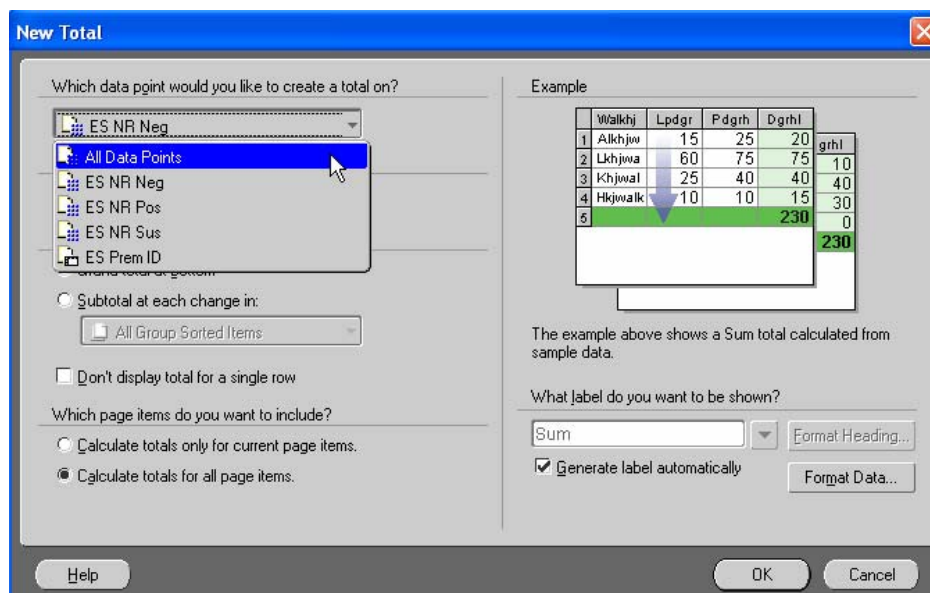 New Total
Which data point would you like to create a total on?
ES NR Neg
All Data Points
ES NR Neg
ES NR Pos
ES NR Sus
ES Prem ID
Subtotal at each change in:
All Group Sorted Items
Don't display total for a single row
Which page items do you want to include?
Calculate totals only for current page items.
Calculate totals for all page items.
Example
Walkhj Lpdgr Pdgrh Dgrhl
1 Alkhjw 15 25 20
2 Lkhjwa 60 75 75
3 Khjwal 25 40 40
4 Hkjwalk 10 10 15
5 230
grhl
10
40
30
0
230
The example above shows a Sum total calculated from
sample data.
What label do you want to be shown?
Sum
Format Heading...
Generate label automatically
Format Data...
Help
OK
Cancel